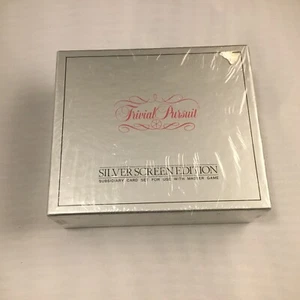 Trivial Pursuit
SILVER SCREEN EDITION
SUBSIDIARY CARD SET FOR USE WITH MASTER GAME